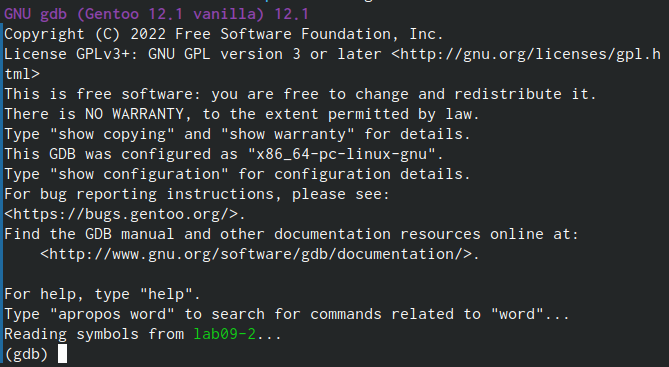 GNU gdb (Gentoo 12.1 vanilla) 12.1
Copyright (C) 2022 Free Software Foundation, Inc.
License GPLv3+: GNU GPL version 3 or later <http://gnu.org/licenses/gpl.h
tml>
This is free software: you are free to change and redistribute it.
There is NO WARRANTY, to the extent permitted by law.
Type "show copying" and "show warranty" for details.
This GDB was configured as "x86_64-pc-linux-gnu".
Type "show configuration" for configuration details.
For bug reporting instructions, please see:
<https://bugs.gentoo.org/>.
Find the GDB manual and other documentation resources online at:
    <http://www.gnu.org/software/gdb/documentation/>.

For help, type "help".
Type "apropos word" to search for commands related to "word"...
Reading symbols from lab09-2...
(gdb)